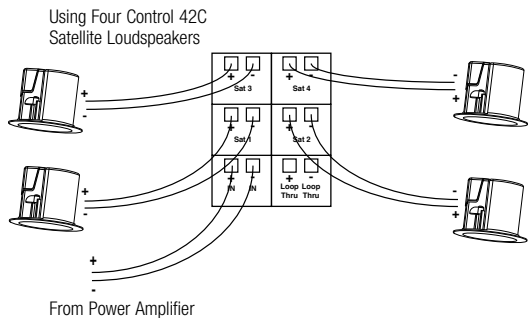 Using Four Control 42C
Satellite Loudspeakers
+ - + -
Sat 3 Sat 4
+ - - +
+ - + -
Sat 1 Sat 2
+ - - +
+ - + -
IN IN Loop Loop
Thru Thru
+
-
From Power Amplifier